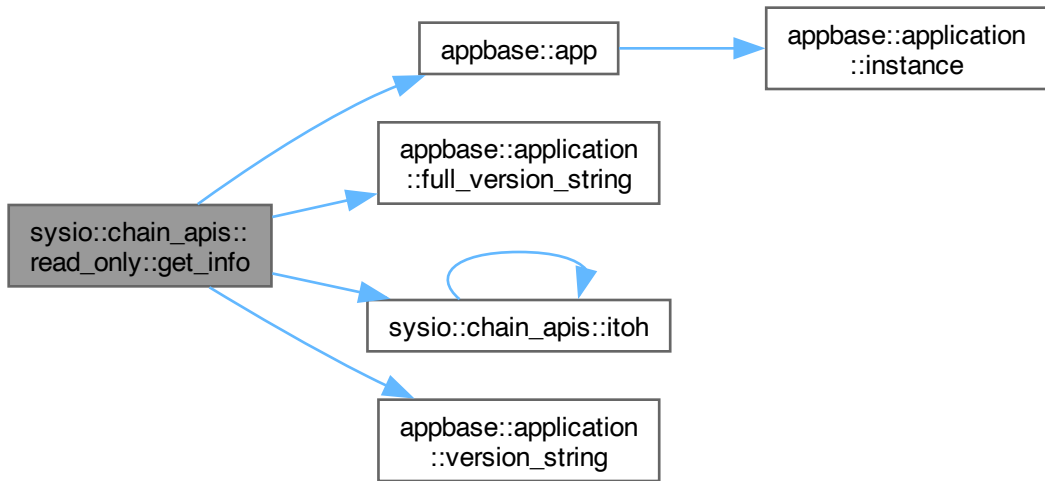 appbase::app
appbase::application
::instance
appbase::application
::full_version_string
sysio::chain_apis::
read_only::get_info
sysio::chain_apis::itoh
appbase::application
::version_string